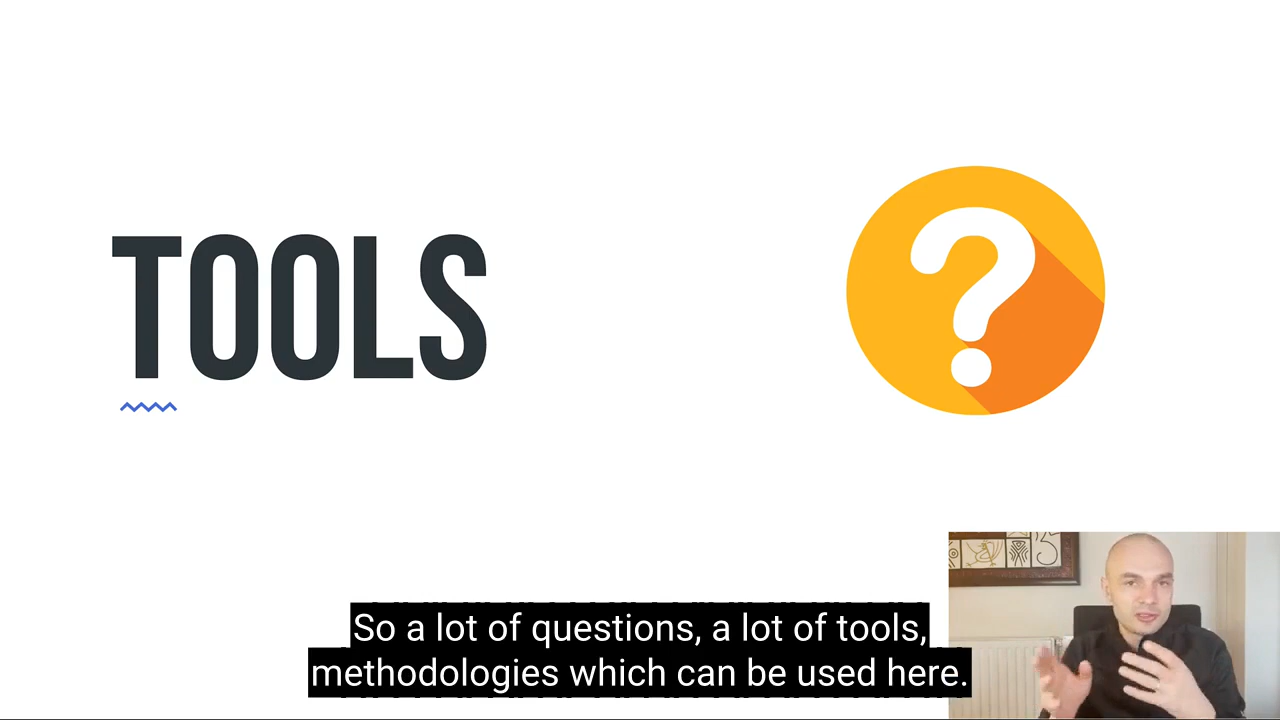 TOOLS
?
So a lot of questions, a lot of tools,
methodologies which can be used here.